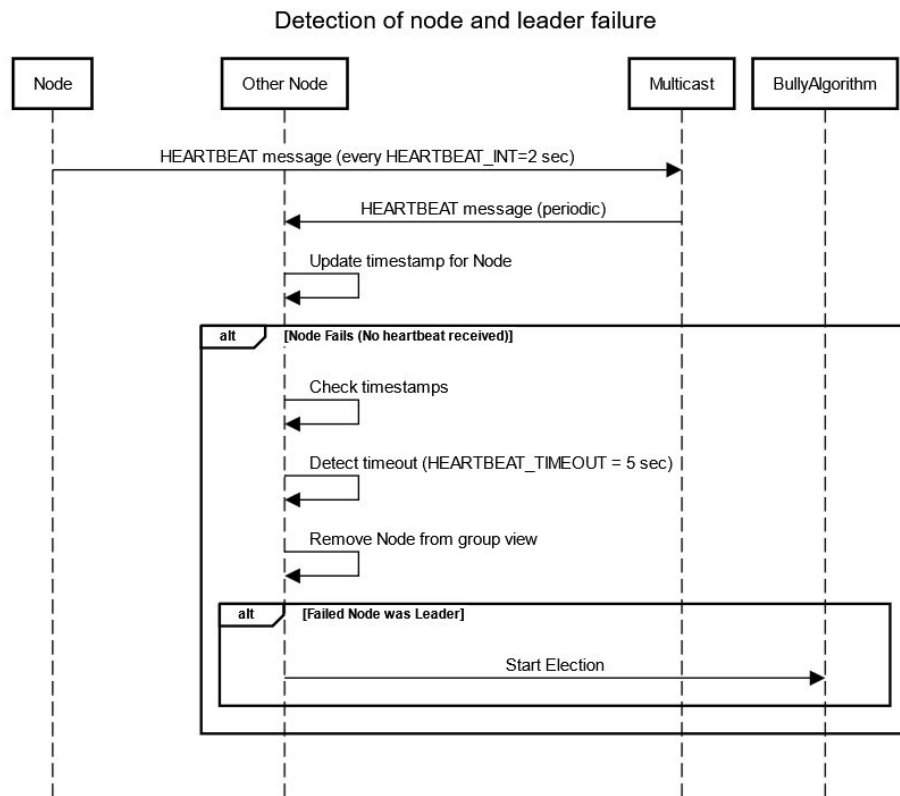 Detection of node and leader failure
Node
Other Node
Multicast
BullyAlgorithm
HEARTBEAT message (every HEARTBEAT_INT=2 sec)
HEARTBEAT message (periodic)
Update timestamp for Node
alt
[Node Fails (No heartbeat received)]
Check timestamps
Detect timeout (HEARTBEAT_TIMEOUT = 5 sec)
Remove Node from group view
alt
[Failed Node was Leader]
Start Election